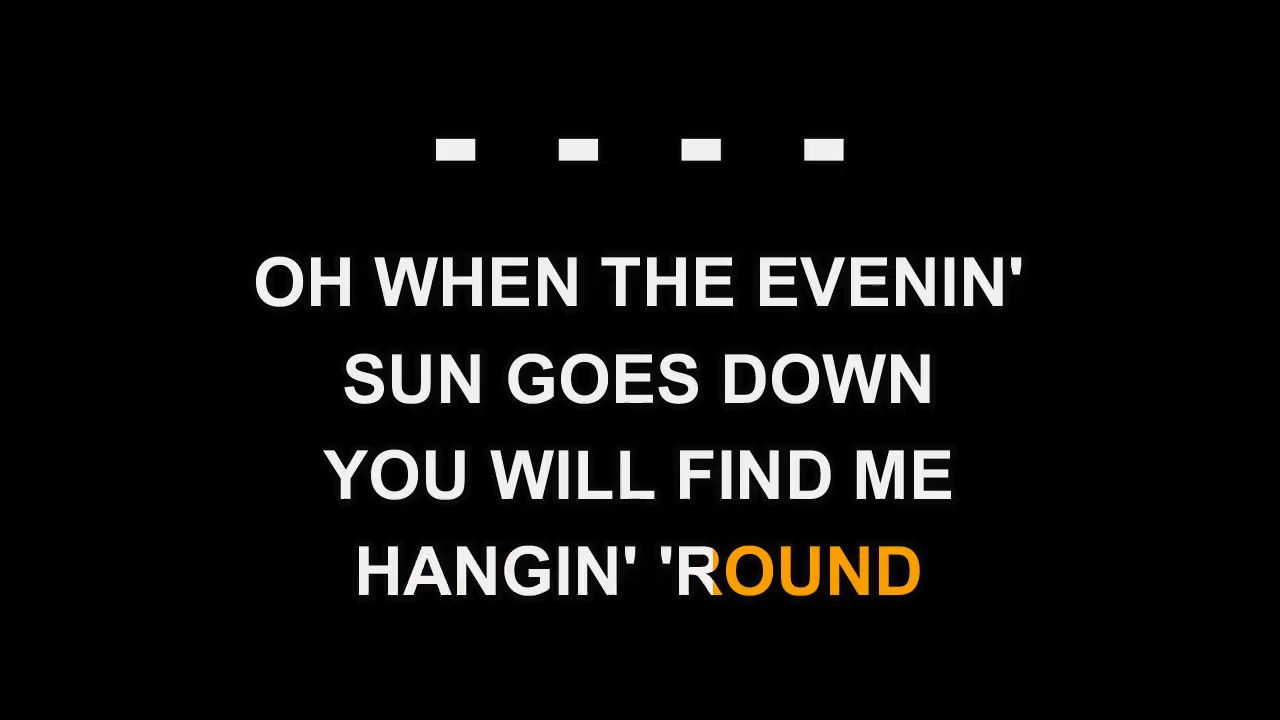 - - - -
OH WHEN THE EVENIN'
SUN GOES DOWN
YOU WILL FIND ME
HANGIN' 'ROUND